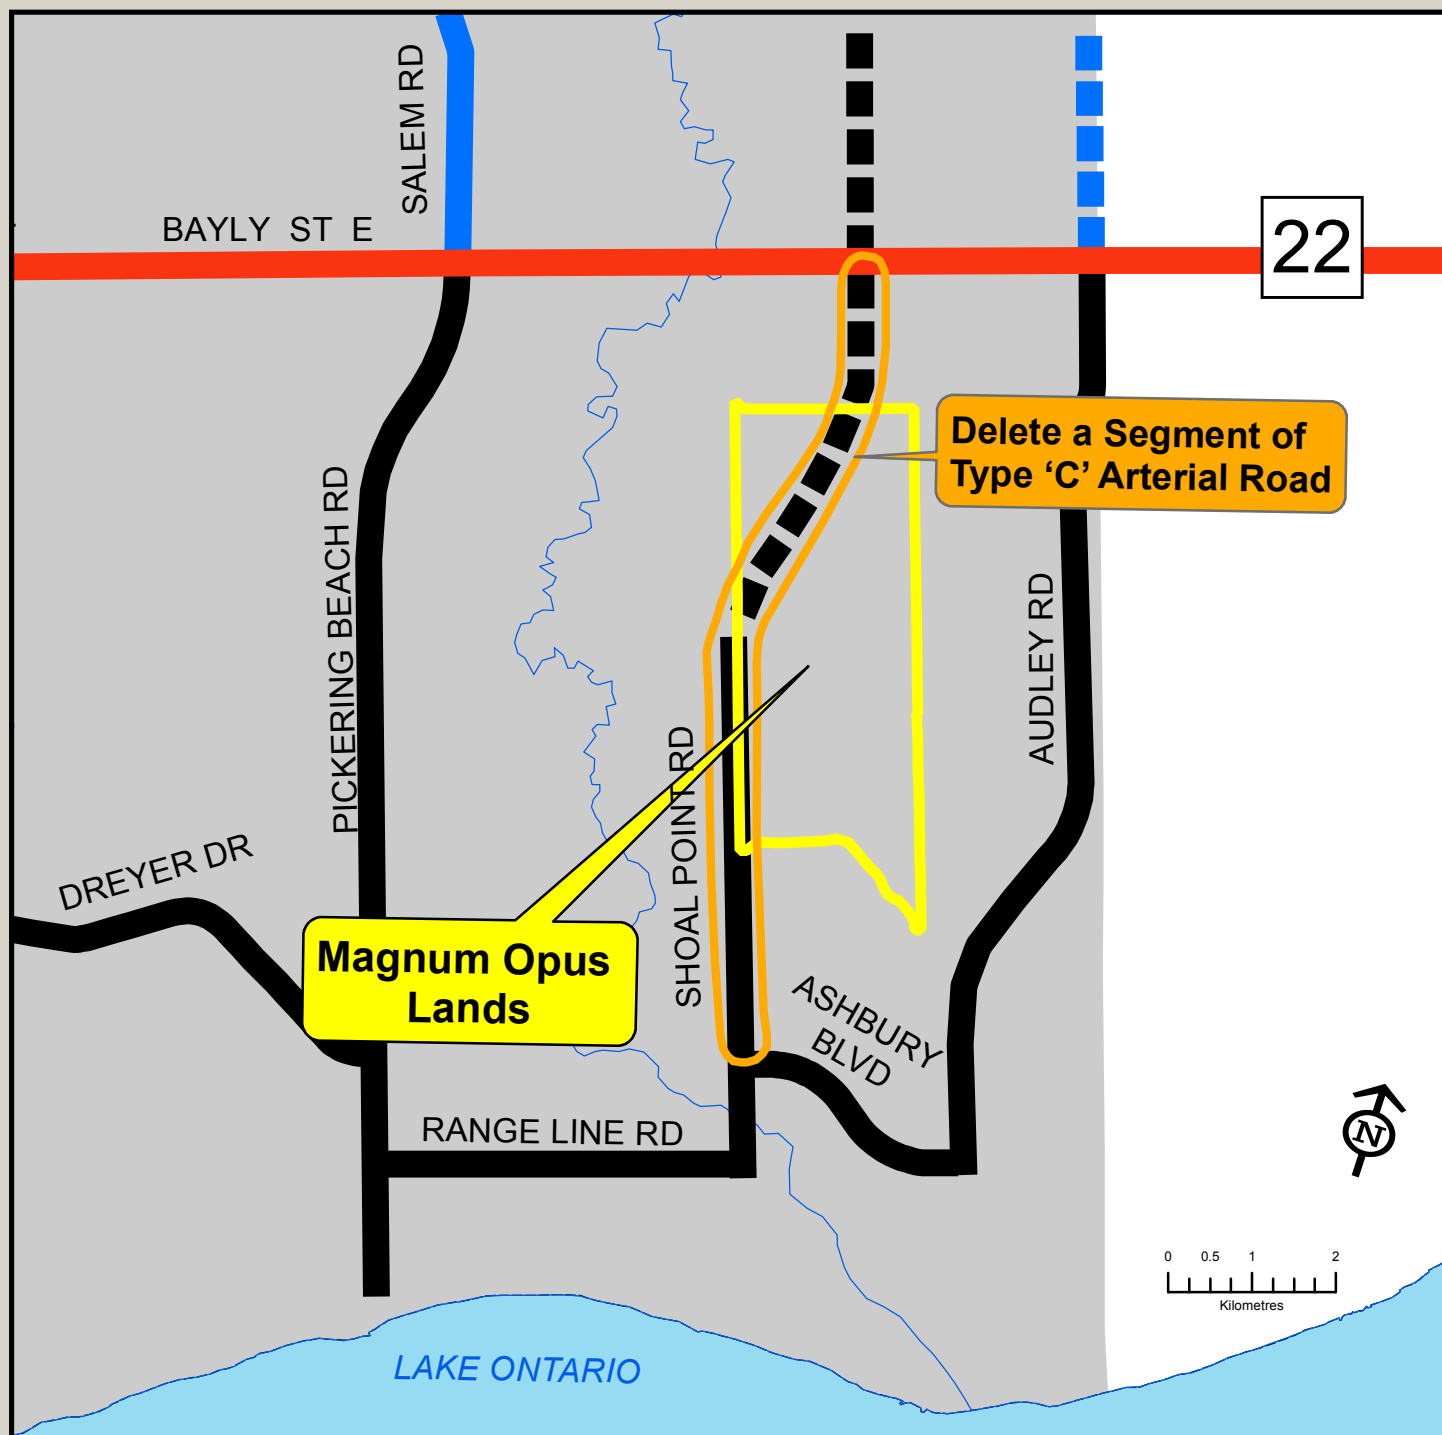 SALEM RD
BAYLY ST E
22
Delete a Segment of
Type ‘C’ Arterial Road
PICKERING BEACH RD
AUDLEY RD
SHOAL POINT RD
DREYER DR
Magnum Opus
Lands
ASHBURY
BLVD
RANGE LINE RD
N
0 0.5 1 2
Kilometres
LAKE ONTARIO